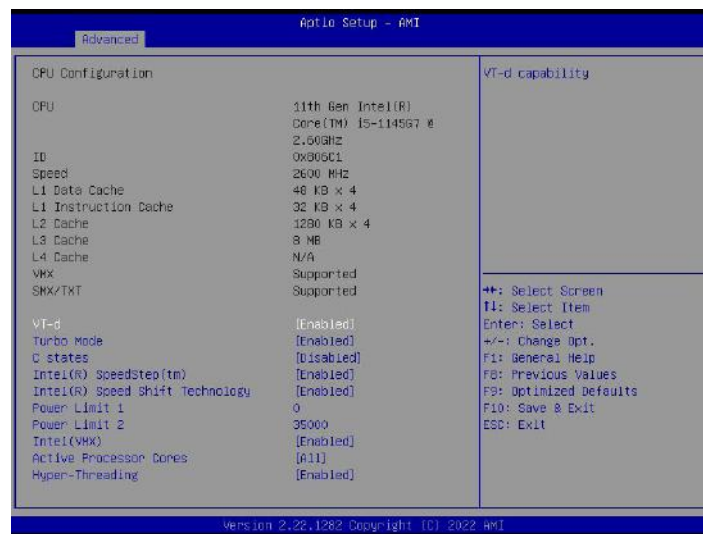 Aptio Setup - AMI
Advanced
CPU Configuration
CPU 11th Gen Intel(R)
Core(TM) i5-1145G7 @
2.60GHz
ID 0x806C1
Speed 2600 MHz
L1 Data Cache 48 KB x 4
L1 Instruction Cache 32 KB x 4
L2 Cache 1280 KB x 4
L3 Cache 8 MB
L4 Cache N/A
VMX Supported
SMX/TXT Supported
VT-d [Enabled]
Turbo Mode [Enabled]
C states [Disabled]
Intel(R) SpeedStep(tm) [Enabled]
Intel(R) Speed Shift Technology [Enabled]
Power Limit 1 0
Power Limit 2 35000
Intel(VMX) [Enabled]
Active Processor Cores [All]
Hyper-Threading [Enabled]
VT-d capability
→←: Select Screen
↑↓: Select Item
Enter: Select
+/-: Change Opt.
F1: General Help
F8: Previous Values
F9: Optimized Defaults
F10: Save & Exit
ESC: Exit
Version 2.22.1282 Copyright (C) 2022 AMI